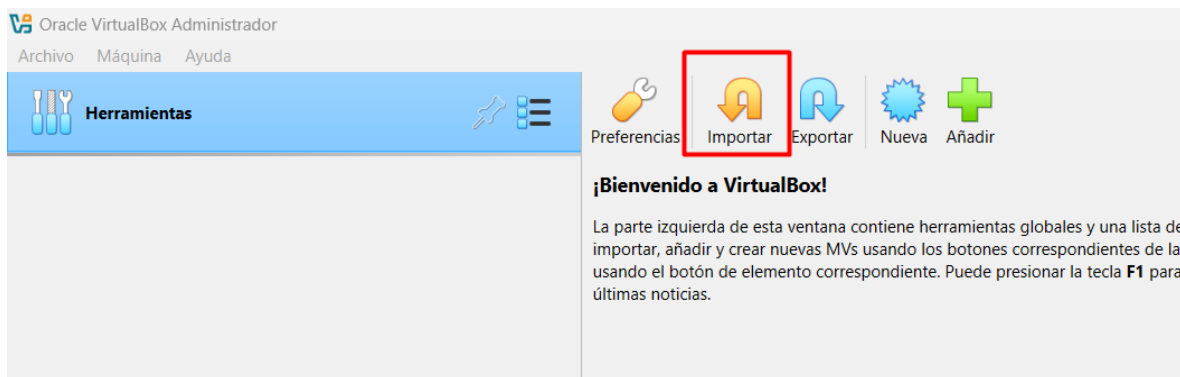 Oracle VirtualBox Administrador
Archivo Máquina Ayuda
Herramientas
Preferencias Importar Exportar Nueva Añadir
¡Bienvenido a VirtualBox!
La parte izquierda de esta ventana contiene herramientas globales y una lista de
importar, añadir y crear nuevas MVs usando los botones correspondientes de la
usando el botón de elemento correspondiente. Puede presionar la tecla F1 para
últimas noticias.